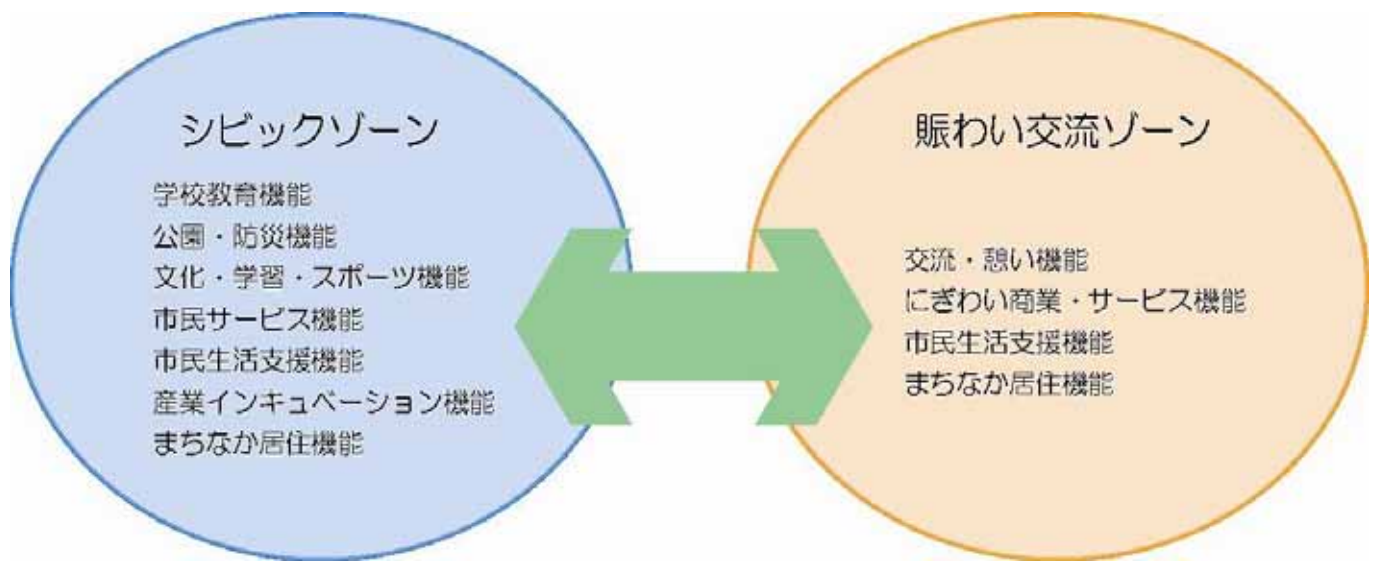 シビックゾーン
学校教育機能
公園・防災機能
文化・学習・スポーツ機能
市民サービス機能
市民生活支援機能
産業インキュベーション機能
まちなか居住機能
賑わい交流ゾーン
交流・憩い機能
にぎわい商業・サービス機能
市民生活支援機能
まちなか居住機能